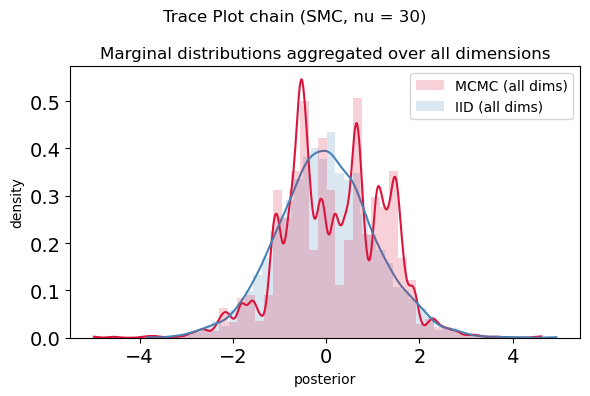 Trace Plot chain (SMC, nu = 30)
Marginal distributions aggregated over all dimensions
MCMC (all dims)
IID (all dims)
density
0.5
0.4
0.3
0.2
0.1
0.0
−4 −2 0 2 4
posterior